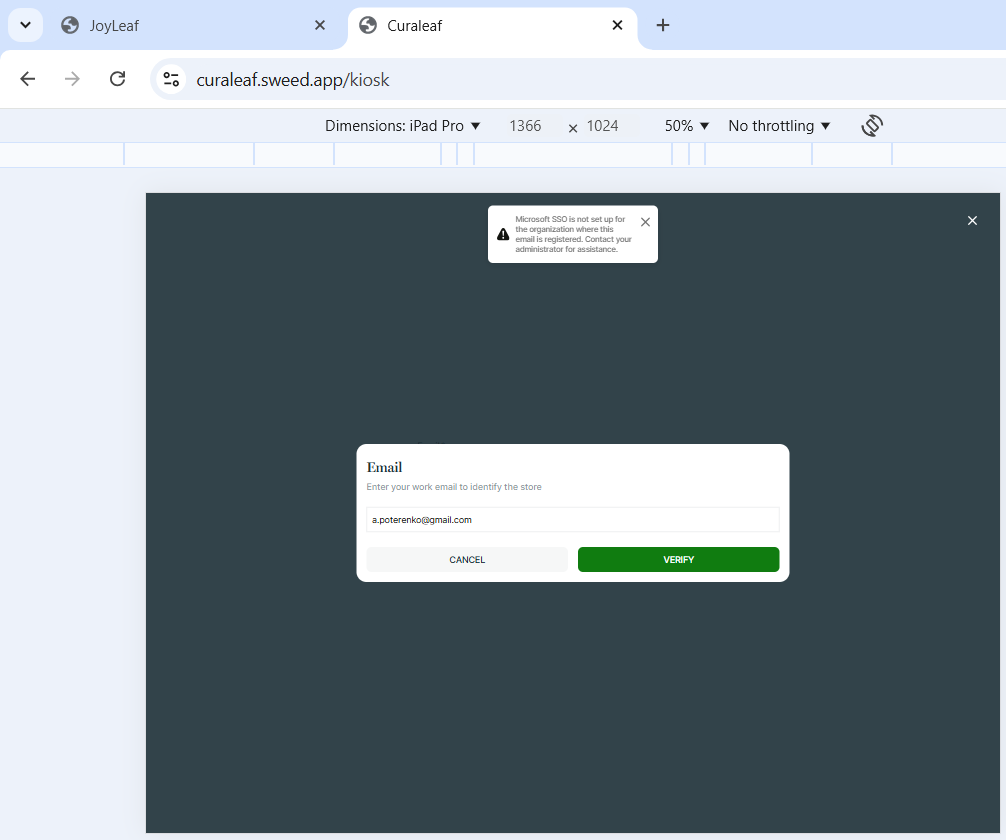 JoyLeaf
Curaleaf
curaleaf.sweed.app/kiosk
Dimensions: iPad Pro 1366 × 1024 50% No throttling
Microsoft SSO is not set up for
the organization where this
email is registered. Contact your
administrator for assistance.
Email
Enter your work email to identify the store
a.poterenko@gmail.com
CANCEL
VERIFY